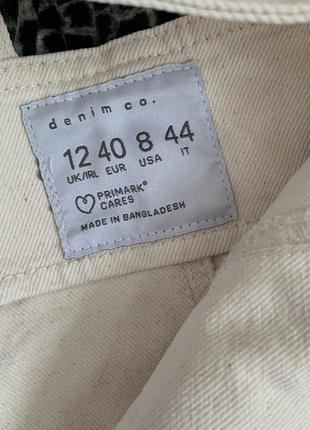 denim co.
12 40 8 44
UK/IRL EUR USA IT
PRIMARK®
CARES
MADE IN BANGLADESH